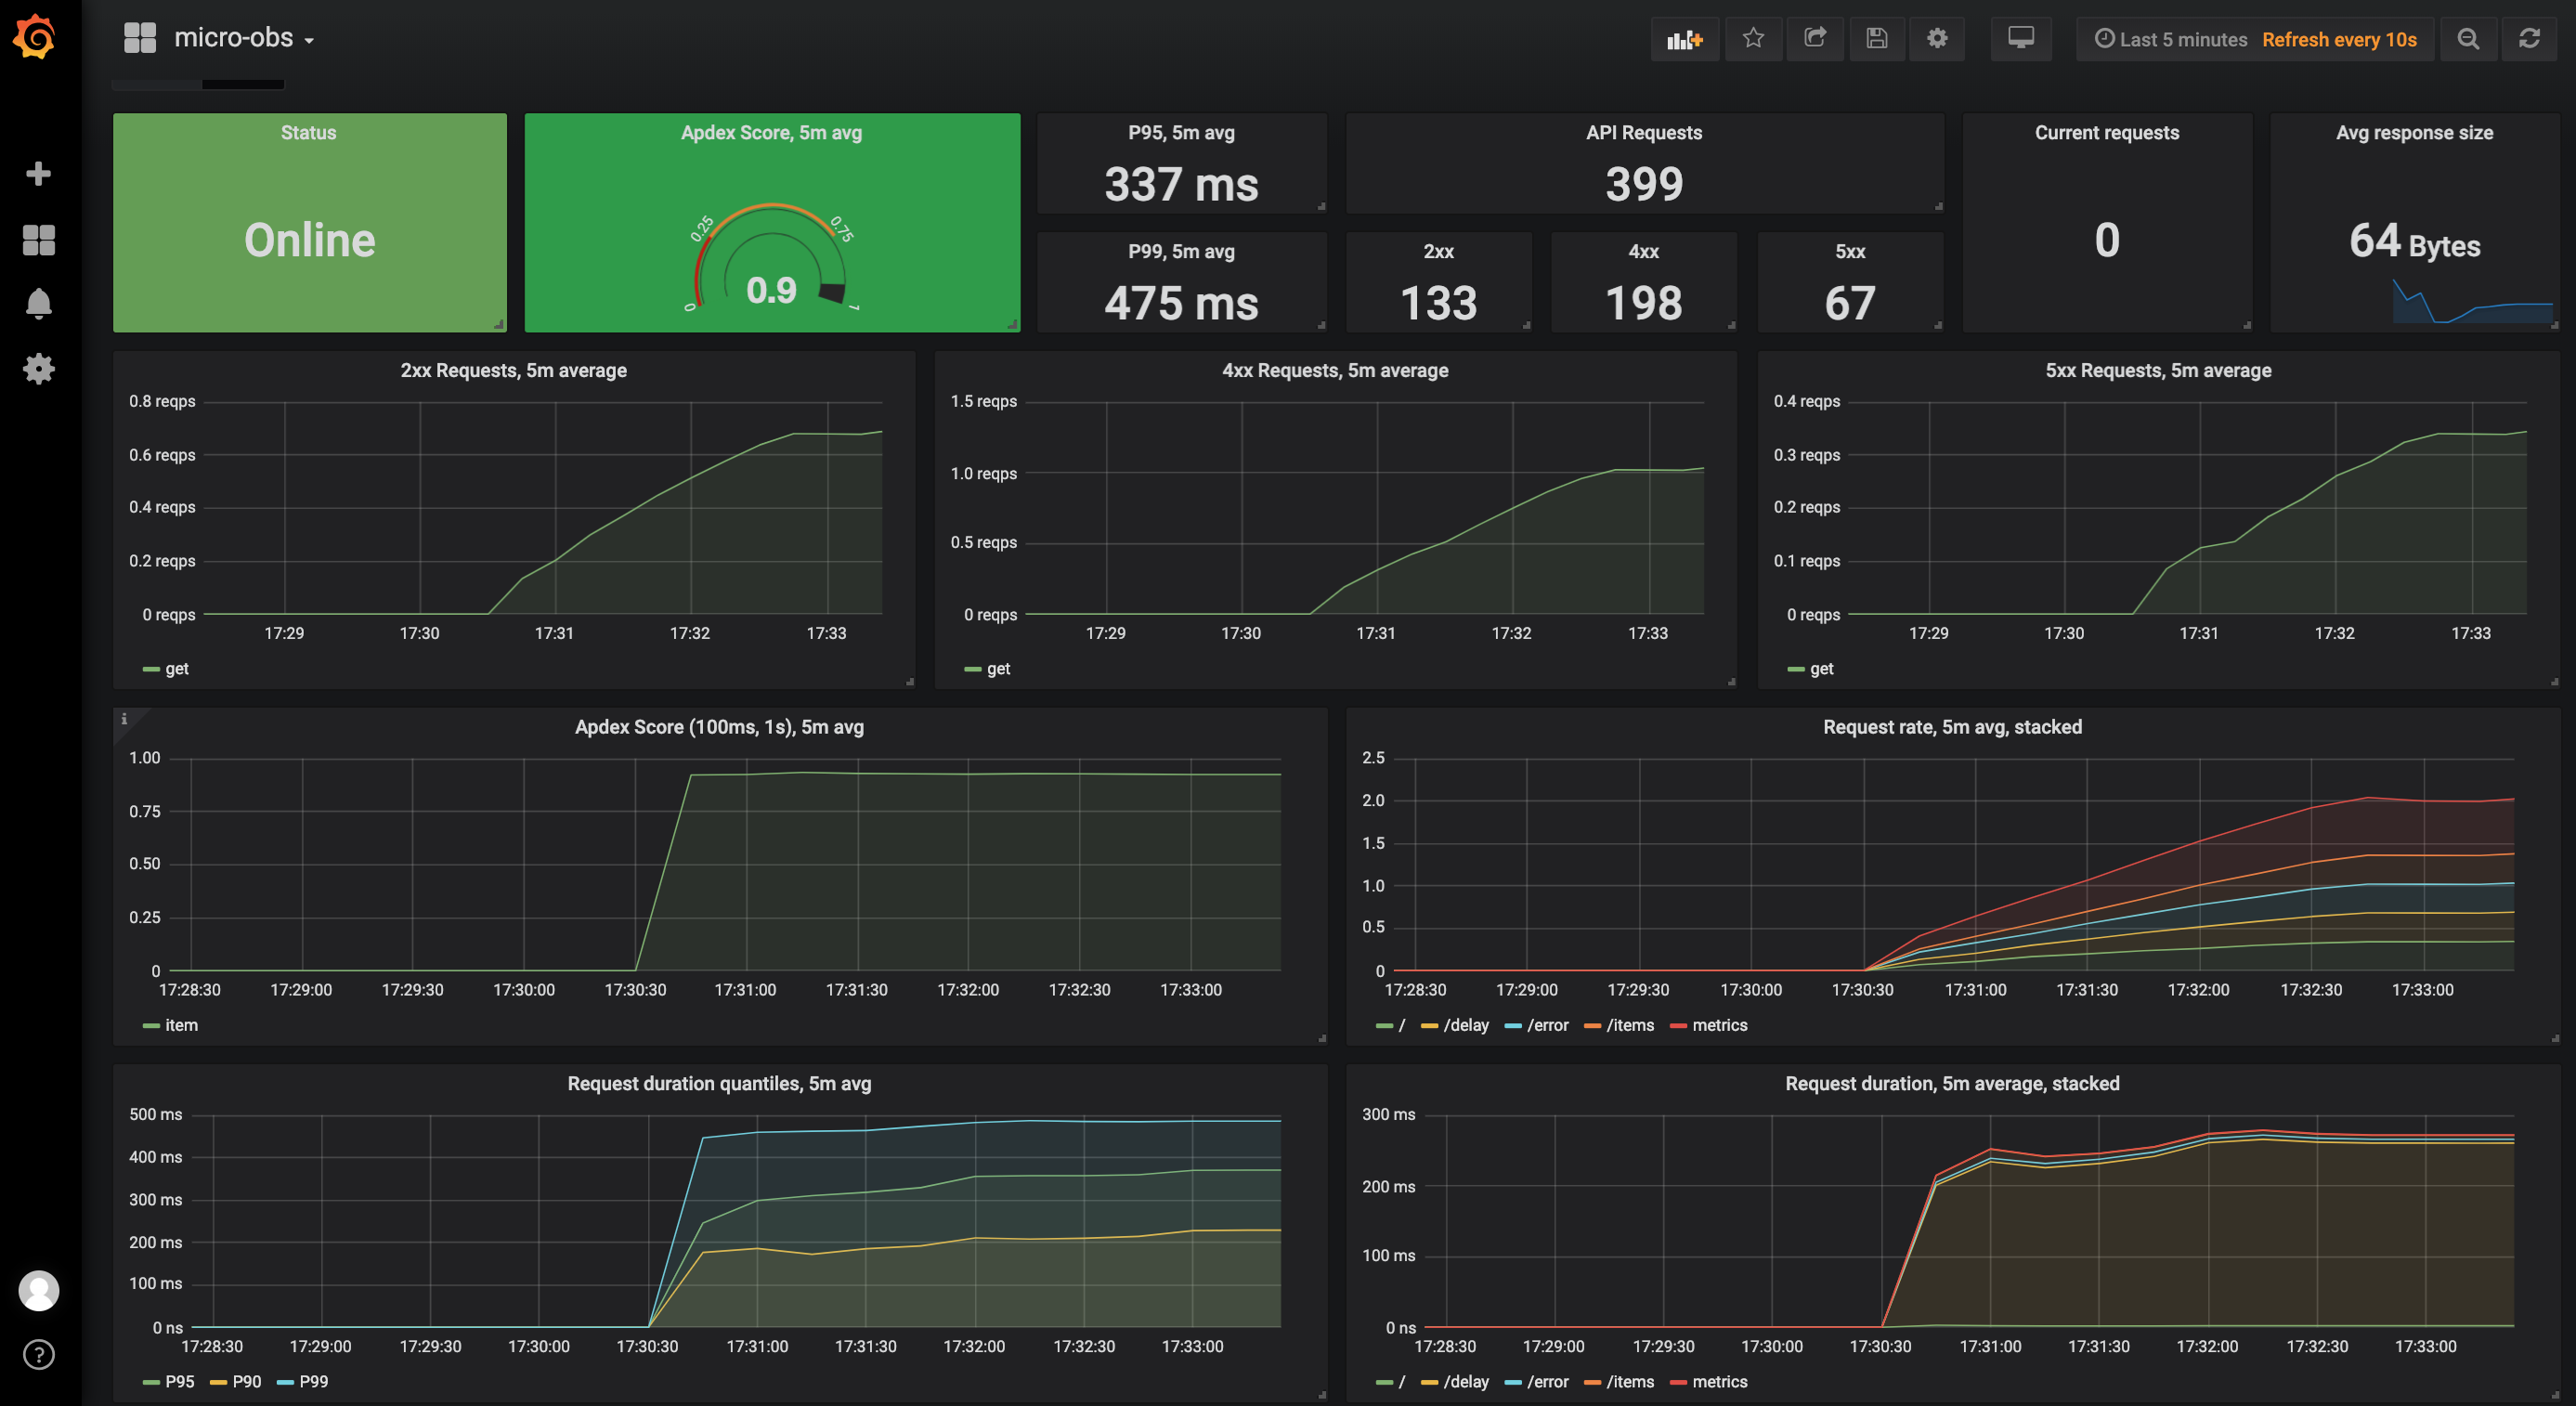 micro-obs
Last 5 minutes Refresh every 10s
Status
Online
Apdex Score, 5m avg
0
0.25
0.75
1
0.9
P95, 5m avg
337 ms
P99, 5m avg
475 ms
API Requests
399
2xx
133
4xx
198
5xx
67
Current requests
0
Avg response size
64 Bytes
2xx Requests, 5m average
0.8 reqps
0.6 reqps
0.4 reqps
0.2 reqps
0 reqps
17:29 17:30 17:31 17:32 17:33
get
4xx Requests, 5m average
1.5 reqps
1.0 reqps
0.5 reqps
0 reqps
17:29 17:30 17:31 17:32 17:33
get
5xx Requests, 5m average
0.4 reqps
0.3 reqps
0.2 reqps
0.1 reqps
0 reqps
17:29 17:30 17:31 17:32 17:33
get
i
Apdex Score (100ms, 1s), 5m avg
1.00
0.75
0.50
0.25
0
17:28:30 17:29:00 17:29:30 17:30:00 17:30:30 17:31:00 17:31:30 17:32:00 17:32:30 17:33:00
item
Request rate, 5m avg, stacked
2.5
2.0
1.5
1.0
0.5
0
17:28:30 17:29:00 17:29:30 17:30:00 17:30:30 17:31:00 17:31:30 17:32:00 17:32:30 17:33:00
/ /delay /error /items metrics
Request duration quantiles, 5m avg
500 ms
400 ms
300 ms
200 ms
100 ms
0 ns
17:28:30 17:29:00 17:29:30 17:30:00 17:30:30 17:31:00 17:31:30 17:32:00 17:32:30 17:33:00
P95 P90 P99
Request duration, 5m average, stacked
300 ms
200 ms
100 ms
0 ns
17:28:30 17:29:00 17:29:30 17:30:00 17:30:30 17:31:00 17:31:30 17:32:00 17:32:30 17:33:00
/ /delay /error /items metrics